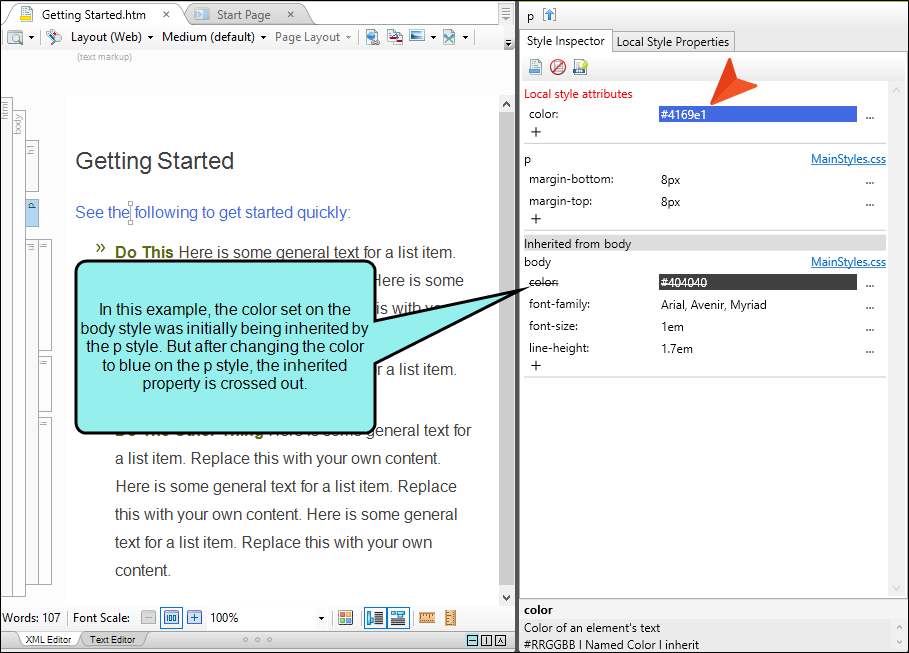 Getting Started.htm
Start Page
Layout (Web)
Medium (default)
Page Layout
(text markup)
html
body
h1
p
ul
li
li
li
Getting Started
See the following to get started quickly:
» Do This Here is some general text for a list item.
Here is some
is with your
r a list item.
In this example, the color set on the
body style was initially being inherited by
the p style. But after changing the color
to blue on the p style, the inherited
property is crossed out.
Do The Other Thing Here is some general text for
a list item. Replace this with your own content.
Here is some general text for a list item. Replace
this with your own content. Here is some general
text for a list item. Replace this with your own
content.
Words: 107
Font Scale:
100
100%
XML Editor
Text Editor
p
Style Inspector
Local Style Properties
Local style attributes
color: #4169e1 ...
+
p MainStyles.css
margin-bottom: 8px ...
margin-top: 8px ...
+
Inherited from body
body MainStyles.css
color: #404040 ...
font-family: Arial, Avenir, Myriad ...
font-size: 1em ...
line-height: 1.7em ...
+
color
Color of an element's text
#RRGGBB | Named Color | inherit